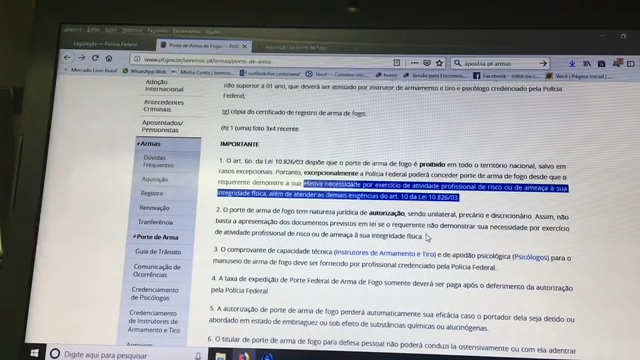 Legislação — Polícia Federal
Porte de Arma de Fogo — Polí
Aquisição de Arma de Fogo
www.pf.gov.br/servicos-pf/armas/porte-de-arma
apostila pf armas
Mercado Livre Brasil
WhatsApp Web
Facebook
não superior a 01 ano, que deverá ser atestado por instrutor de armamento e tiro e psicólogo credenciado pela Polícia
Federal;
(g) cópia do certificado de registro de arma de fogo;
(h) 1 (uma) foto 3x4 recente
IMPORTANTE
1. O art. 6o. da Lei 10.826/03 dispõe que o porte de arma de fogo é proibido em todo o território nacional, salvo em
casos excepcionais. Portanto, excepcionalmente a Polícia Federal poderá conceder porte de arma de fogo desde que o
requerente demonstre a sua efetiva necessidade por exercício de atividade profissional de risco ou de ameaça à sua
integridade física, além de atender as demais exigências do art. 10 da Lei 10.826/03.
2. O porte de arma de fogo tem natureza jurídica de autorização, sendo unilateral, precário e discricionário. Assim, não
basta a apresentação dos documentos previstos em lei se o requerente não demonstrar sua necessidade por exercício
de atividade profissional de risco ou de ameaça à sua integridade física.
3. O comprovante de capacidade técnica (Instrutores de Armamento e Tiro) e de aptidão psicológica (Psicólogos) para o
manuseio de arma de fogo deve ser fornecido por profissional credenciado pela Polícia Federal.
4. A taxa de expedição de Porte Federal de Arma de Fogo somente deverá ser paga após o deferimento da autorização
pela Polícia Federal.
5. A autorização de porte de arma de fogo perderá automaticamente sua eficácia caso o portador dela seja detido ou
abordado em estado de embriaguez ou sob efeito de substâncias químicas ou alucinógenas.
6. O titular de porte de arma de fogo para defesa pessoal não poderá conduzi-la ostensivamente ou com ela adentrar
Adoção
Internacional
Antecedentes
Criminais
Aposentados/
Pensionistas
Armas
Dúvidas
Frequentes
Aquisição
Registro
Renovação
Tranferência
Porte de Arma
Guia de Trânsito
Comunicação de
Ocorrências
Credenciamento
de Psicólogos
Credenciamento
de Instrutores de
Armamento e Tiro
Digite aqui para pesquisar